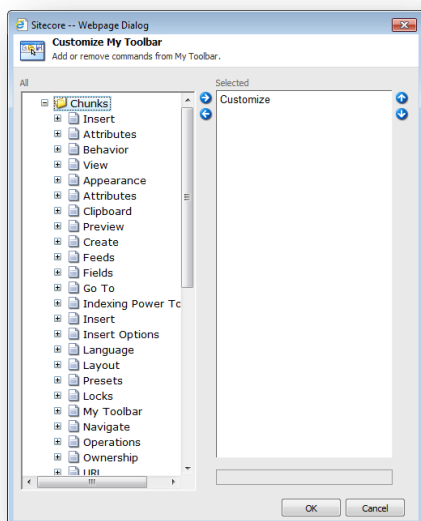 Sitecore -- Webpage Dialog
Customize My Toolbar
Add or remove commands from My Toolbar.
All
Selected
Chunks
Customize
Insert
Attributes
Behavior
View
Appearance
Attributes
Clipboard
Preview
Create
Feeds
Fields
Go To
Indexing Power To
Insert
Insert Options
Language
Layout
Presets
Locks
My Toolbar
Navigate
Operations
Ownership
URL
OK
Cancel